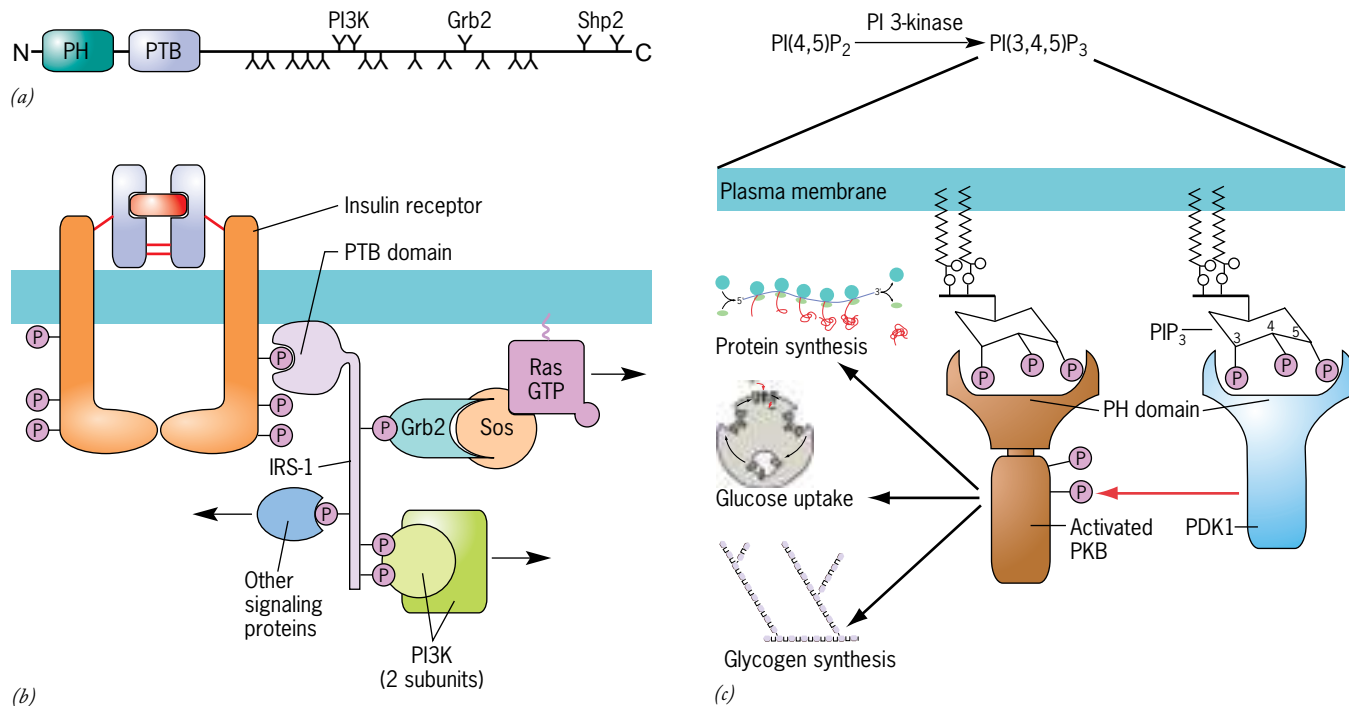 PI3K Grb2 Shp2
N PH PTB C
(a)
Insulin receptor
PTB domain
P
P
P
P
P
P
Ras
GTP
P
Grb2
Sos
IRS-1
P
P
P
Other
signaling
proteins
PI3K
(2 subunits)
(b)
PI 3-kinase
PI(4,5)P2 PI(3,4,5)P3
Plasma membrane
5' 3'
Protein synthesis
PIP3
3 4 5
P P P
P P P
PH domain
Glucose uptake
P
P
Activated
PKB
PDK1
Glycogen synthesis
(c)